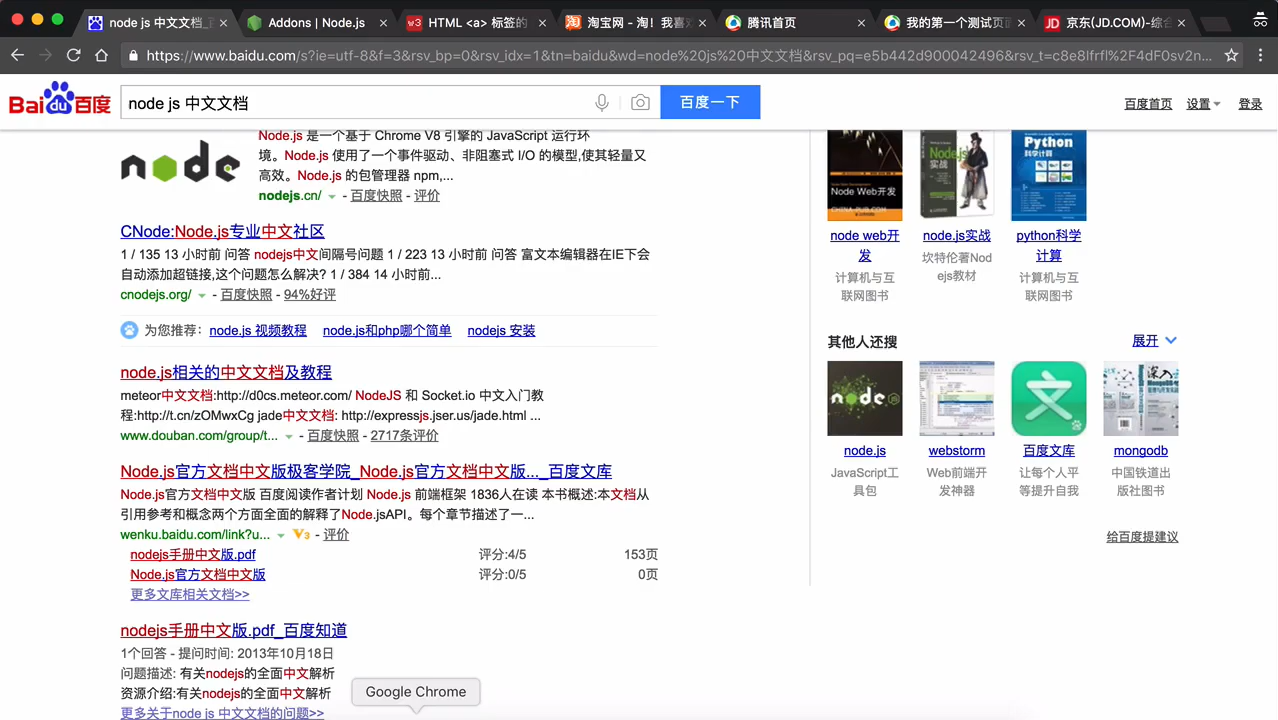 node js 中文文档_
Addons | Node.js
HTML <a> 标签的
淘宝网 - 淘！我喜
腾讯首页
我的第一个测试页
京东(JD.COM)-综合
https://www.baidu.com/s?ie=utf-8&f=3&rsv_bp=0&rsv_idx=1&tn=baidu&wd=node%20js%20中文文档&rsv_pq=e5b442d900042496&rsv_t=c8e8lfrfl%2F4dF0sv2n...
Bai du 百度
node js 中文文档
百度一下
百度首页
设置
登录
node
Node.js 是一个基于 Chrome V8 引擎的 JavaScript 运行环
境。Node.js 使用了一个事件驱动、非阻塞式 I/O 的模型,使其轻量又
高效。Node.js 的包管理器 npm,...
nodejs.cn/ - 百度快照 - 评价
CNode:Node.js专业中文社区
1 / 135 13 小时前 问答 nodejs中文间隔号问题 1 / 223 13 小时前 问答 富文本编辑器在IE下会
自动添加超链接,这个问题怎么解决? 1 / 384 14 小时前...
cnodejs.org/ - 百度快照 - 94%好评
为您推荐: node.js 视频教程 node.js和php哪个简单 nodejs 安装
node.js相关的中文文档及教程
meteor中文文档:http://d0cs.meteor.com/ NodeJS 和 Socket.io 中文入门教
程:http://t.cn/zOMwxCg jade中文文档: http://expressjs.jser.us/jade.html ...
www.douban.com/group/t... - 百度快照 - 2717条评价
Node.js官方文档中文版极客学院_Node.js官方文档中文版..._百度文库
Node.js官方文档中文版 百度阅读作者计划 Node.js 前端框架 1836人在读 本书概述:本文档从
引用参考和概念两个方面全面的解释了Node.jsAPI。每个章节描述了一...
wenku.baidu.com/link?u... V3 - 评价
nodejs手册中文版.pdf 评分:4/5 153页
Node.js官方文档中文版 评分:0/5 0页
更多文库相关文档>>
nodejs手册中文版.pdf_百度知道
1个回答 - 提问时间: 2013年10月18日
问题描述: 有关nodejs的全面中文解析
资源介绍:有关nodejs的全面中文解析
更多关于node js 中文文档的问题>>
Google Chrome
Node Web开发
Node.js
实战
Python
科学计算
node web开
发
计算机与互
联网图书
node.js实战
坎特伦著Nod
ejs教材
python科学
计算
计算机与互
联网图书
其他人还搜
展开
node.js
JavaScript工
具包
webstorm
Web前端开
发神器
百度文库
让每个人平
等提升自我
mongodb
中国铁道出
版社图书
给百度提建议